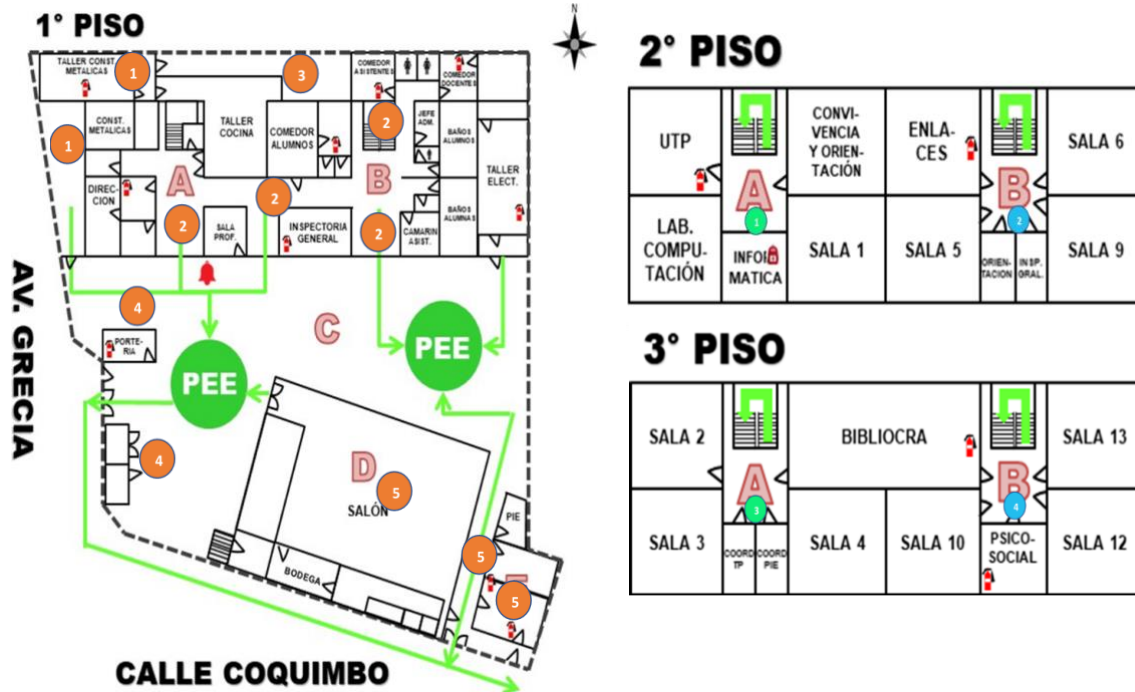 1° PISO
N
TALLER CONST.
METALICAS
1
3
COMEDOR
ASISTENTES
COMEDOR
DOCENTES
CONST.
METALICAS
1
TALLER
COCINA
COMEDOR
ALUMNOS
2
JEFE
ADM.
BAÑOS
ALUMNOS
TALLER
ELECT.
DIREC-
CION
A
2
B
2
SALA
PROF.
INSPECTORIA
GENERAL
2
CAMARIN
ASIST.
BAÑOS
ALUMNAS
AV. GRECIA
4
PORTE-
RIA
C
PEE
PEE
4
D
5
SALÓN
PIE
5
5
BODEGA
CALLE COQUIMBO
2° PISO
UTP
A
1
CONVI-
VENCIA
Y ORIEN-
TACIÓN
ENLA-
CES
B
2
SALA 6
LAB.
COMPU-
TACIÓN
INFOR
MATICA
SALA 1
SALA 5
ORIEN-
TACION
INSP.
GRAL.
SALA 9
3° PISO
SALA 2
A
3
BIBLIOCRA
B
4
SALA 13
SALA 3
COORD
TP
COORD
PIE
SALA 4
SALA 10
PSICO-
SOCIAL
SALA 12